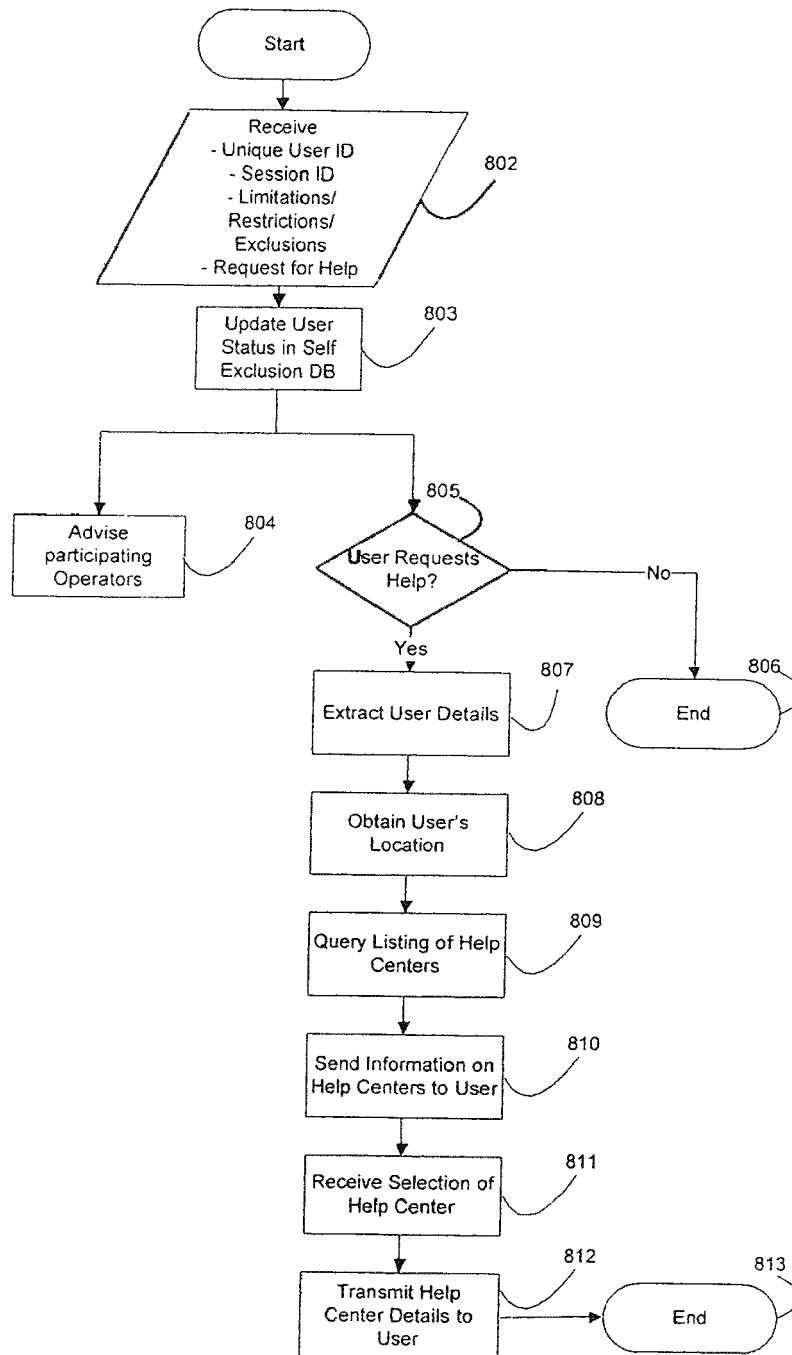 Start
Receive
- Unique User ID
- Session ID
- Limitations/
Restrictions/
Exclusions
- Request for Help
802
Update User
Status in Self
Exclusion DB
803
Advise
participating
Operators
804
User Requests
Help?
805
No
Yes
End
806
Extract User Details
807
Obtain User's
Location
808
Query Listing of Help
Centers
809
Send Information on
Help Centers to User
810
Receive Selection of
Help Center
811
Transmit Help
Center Details to
User
812
End
813